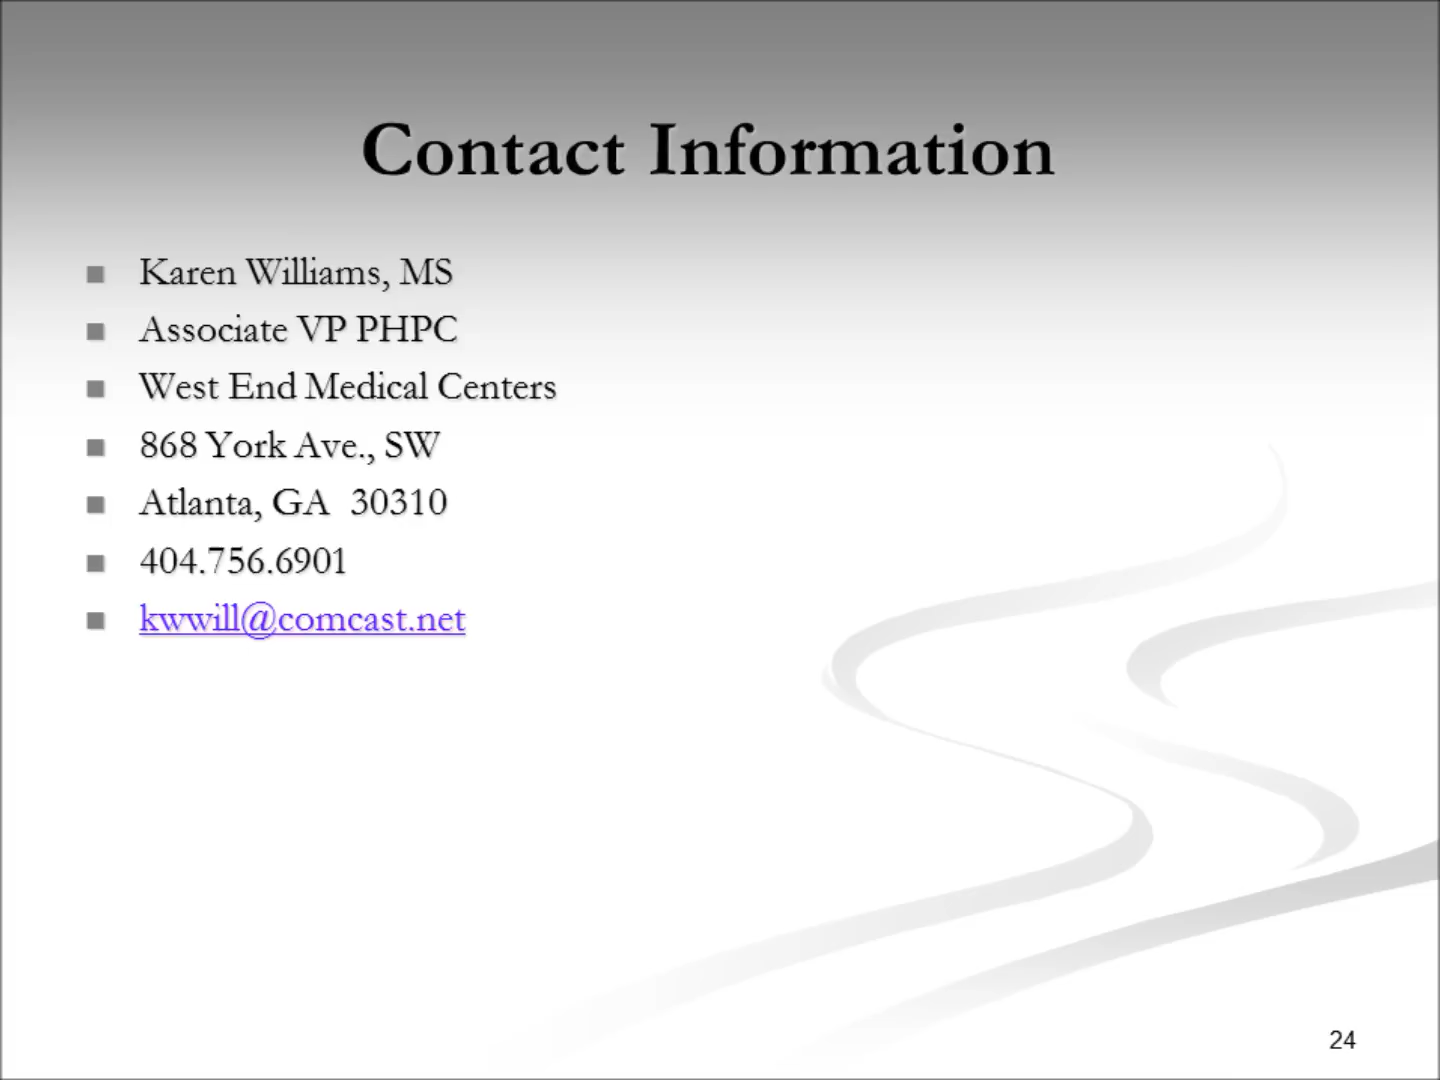 Contact Information
Karen Williams, MS
Associate VP PHPC
West End Medical Centers
868 York Ave., SW
Atlanta, GA  30310
404.756.6901
kwwill@comcast.net
24